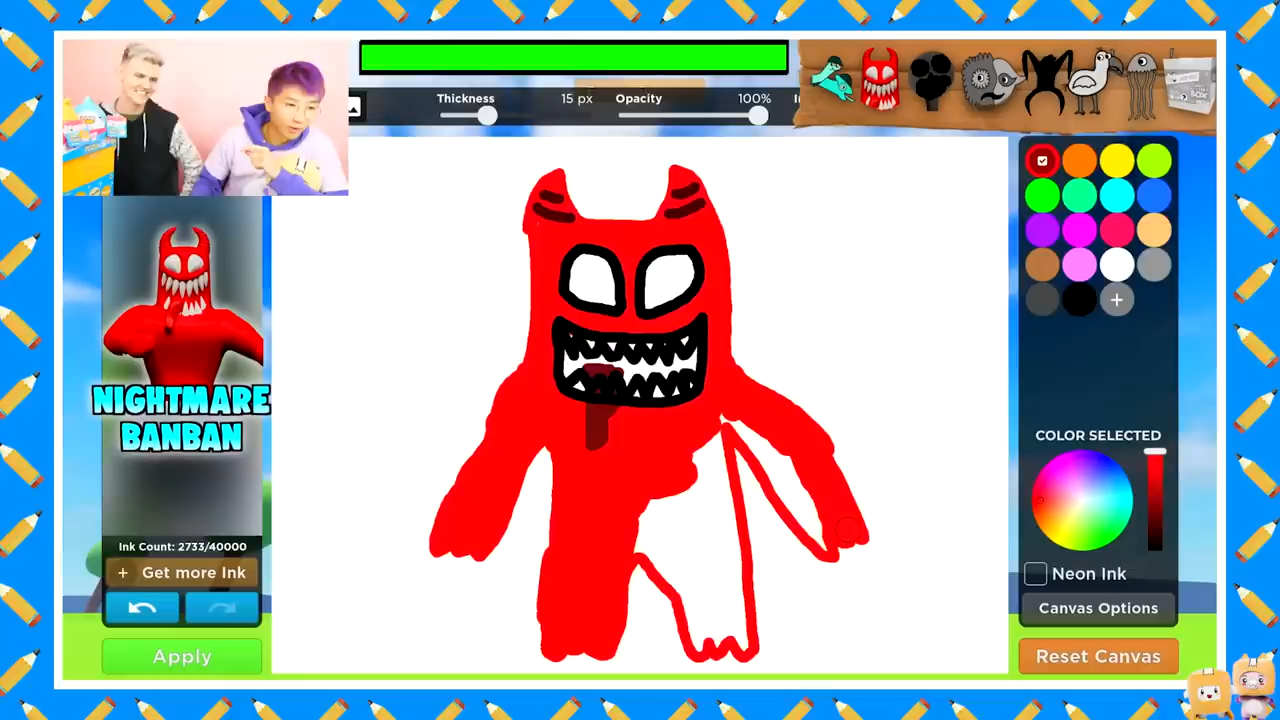 Thickness 15 px Opacity 100% I
NIGHTMARE
BANBAN
Ink Count: 2733/40000
+ Get more Ink
Apply
COLOR SELECTED
Neon Ink
Canvas Options
Reset Canvas